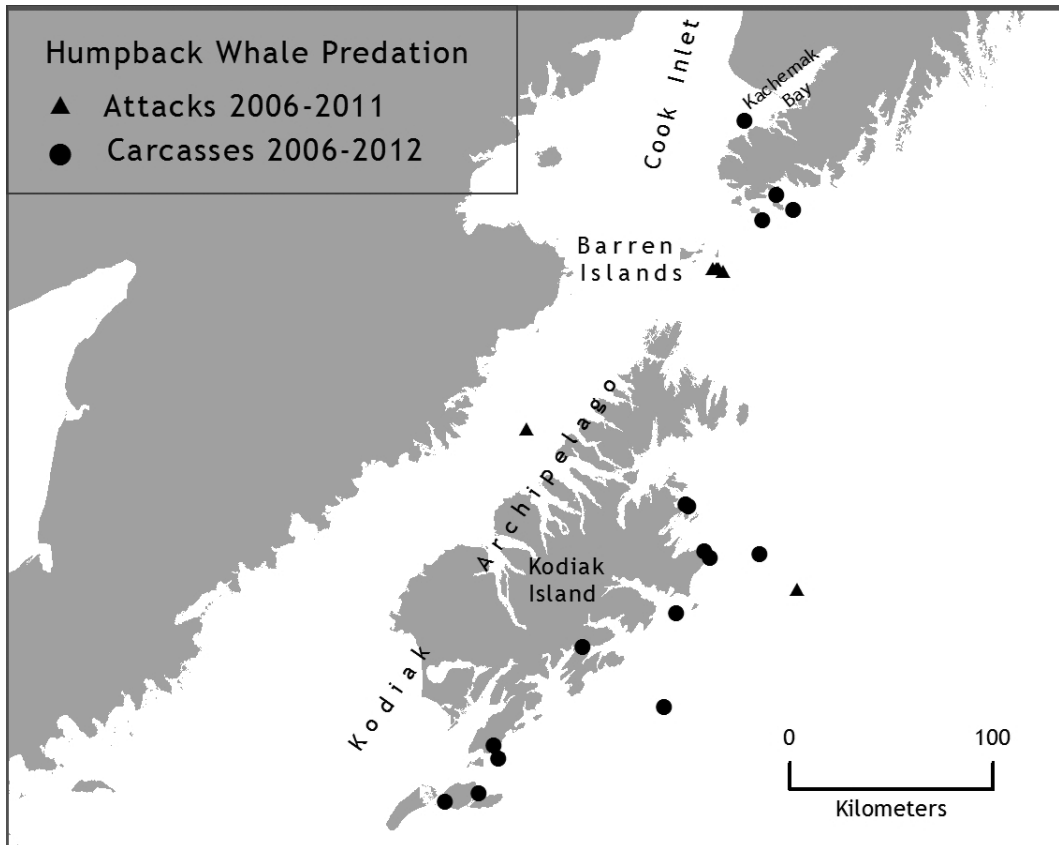 Humpback Whale Predation
Attacks 2006-2011
Carcasses 2006-2012
Cook Inlet
Kachemak
Bay
Barren
Islands
Kodiak Archipelago
Kodiak
Island
0 100
Kilometers